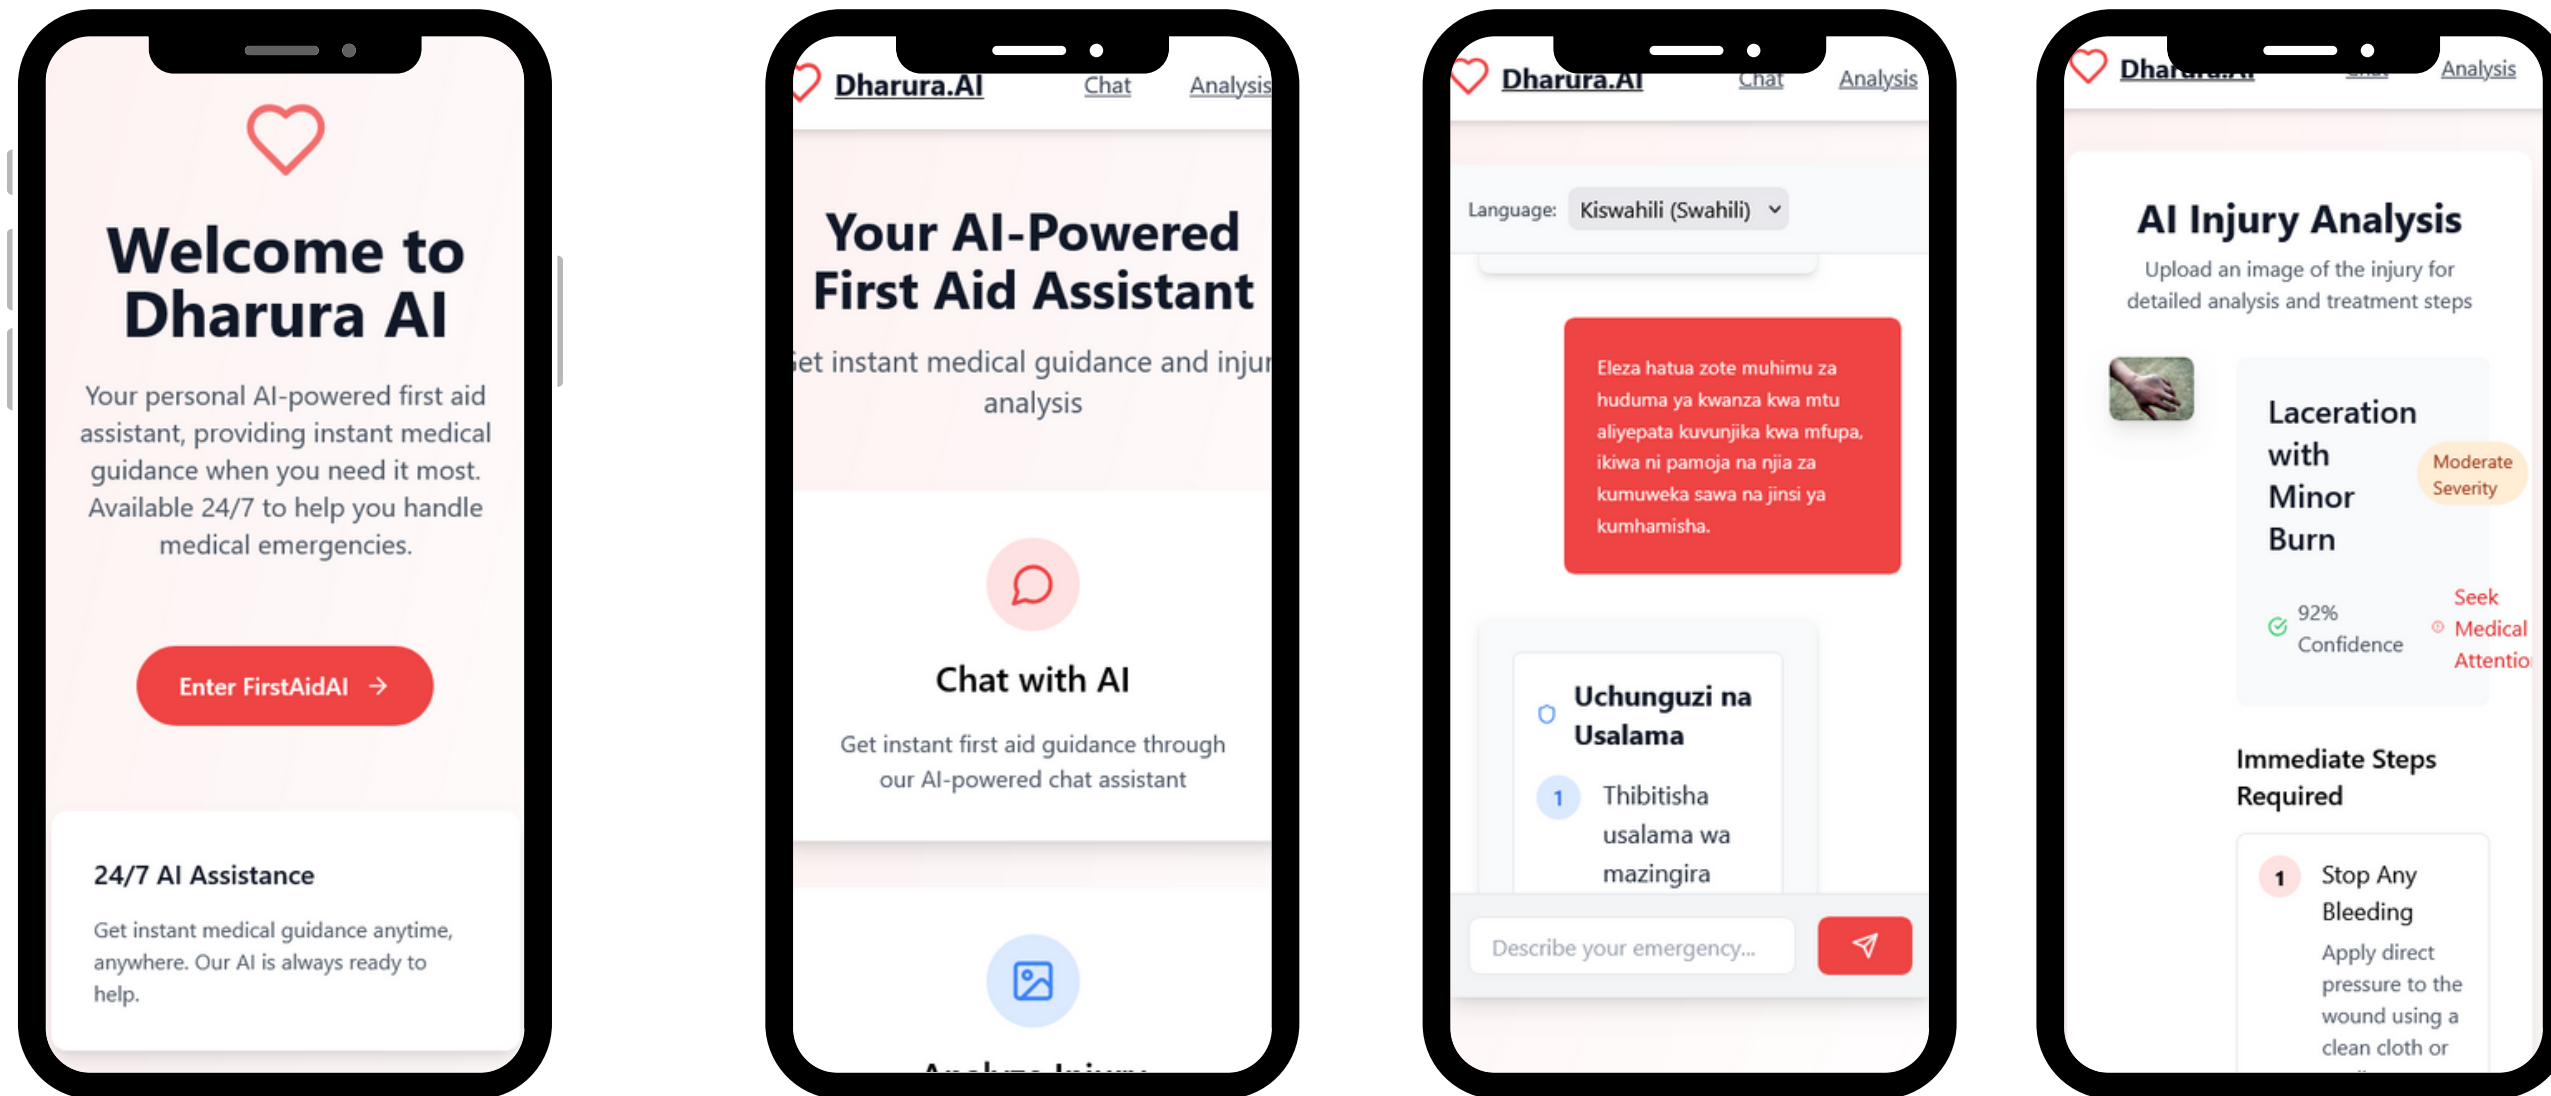 Welcome to
Dharura AI
Your personal AI-powered first aid
assistant, providing instant medical
guidance when you need it most.
Available 24/7 to help you handle
medical emergencies.
Enter FirstAidAI
24/7 AI Assistance
Get instant medical guidance anytime,
anywhere. Our AI is always ready to
help.
Dharura.AI
Chat
Analysis
Your AI-Powered
First Aid Assistant
Get instant medical guidance and injur
analysis
Chat with AI
Get instant first aid guidance through
our AI-powered chat assistant
Analyze Injury
Dharura.AI
Chat
Analysis
Language: Kiswahili (Swahili)
Eleza hatua zote muhimu za
huduma ya kwanza kwa mtu
aliyepata kuvunjika kwa mfupa,
ikiwa ni pamoja na njia za
kumuweka sawa na jinsi ya
kumhamisha.
Uchunguzi na
Usalama
1
Thibitisha
usalama wa
mazingira
Describe your emergency...
Dharura.AI
Chat
Analysis
AI Injury Analysis
Upload an image of the injury for
detailed analysis and treatment steps
Laceration
with
Minor
Burn
Moderate
Severity
92%
Confidence
Seek
Medical
Attentio
Immediate Steps
Required
1
Stop Any
Bleeding
Apply direct
pressure to the
wound using a
clean cloth or